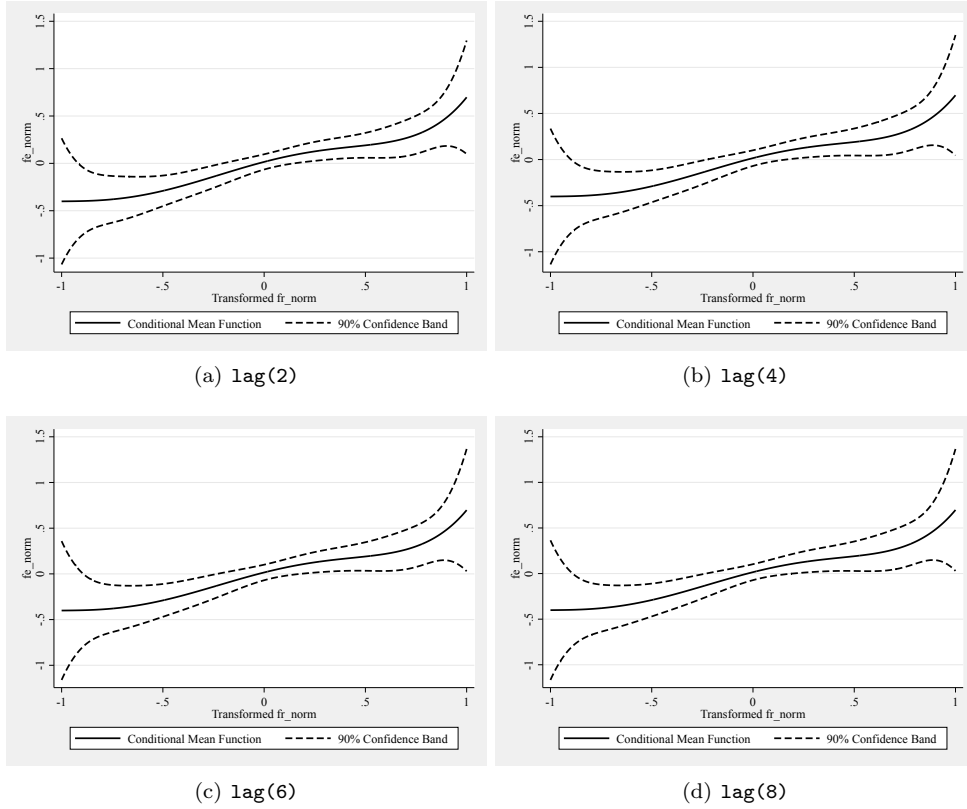 1.5
1
.5
0
-.5
-1
fe_norm
-1 -.5 0 .5 1
Transformed fr_norm
Conditional Mean Function 90% Confidence Band
(a) lag(2)
1.5
1
.5
0
-.5
-1
fe_norm
-1 -.5 0 .5 1
Transformed fr_norm
Conditional Mean Function 90% Confidence Band
(b) lag(4)
1.5
1
.5
0
-.5
-1
fe_norm
-1 -.5 0 .5 1
Transformed fr_norm
Conditional Mean Function 90% Confidence Band
(c) lag(6)
1.5
1
.5
0
-.5
-1
fe_norm
-1 -.5 0 .5 1
Transformed fr_norm
Conditional Mean Function 90% Confidence Band
(d) lag(8)